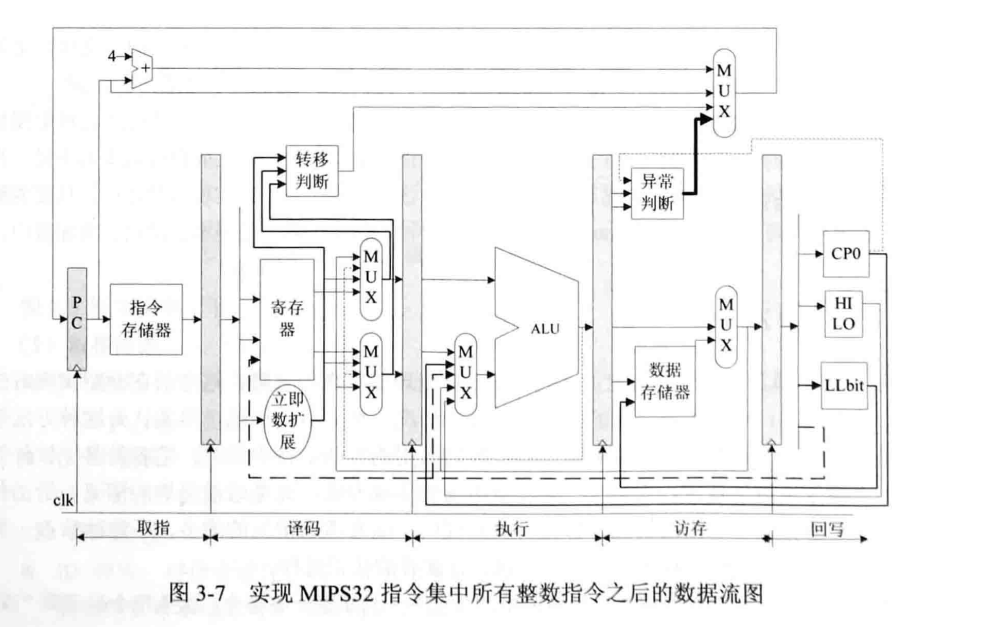 4
+
M
U
X
转移
判断
异常
判断
P
C
指令
存储器
寄存
器
M
U
X
M
U
X
立即
数扩
展
M
U
X
ALU
M
U
X
数据
存储器
CP0
HI
LO
LLbit
clk
取指
译码
执行
访存
回写
图 3-7 实现 MIPS32 指令集中所有整数指令之后的数据流图